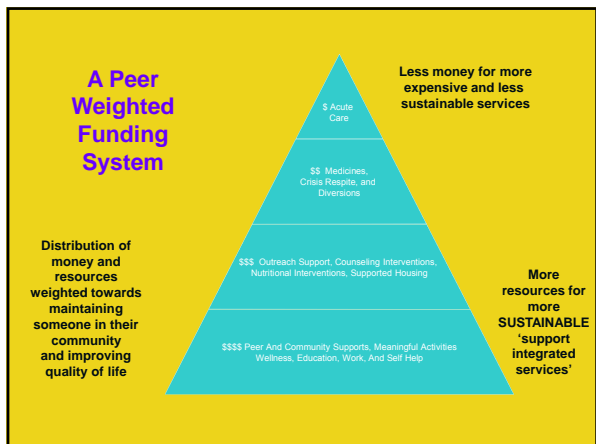 A Peer
Weighted
Funding
System
Less money for more
expensive and less
sustainable services
$ Acute
Care
$$ Medicines,
Crisis Respite, and
Diversions
$$$ Outreach Support, Counseling Interventions,
Nutritional Interventions, Supported Housing
$$$$ Peer And Community Supports, Meaningful Activities
Wellness, Education, Work, And Self Help
Distribution of
money and
resources
weighted towards
maintaining
someone in their
community
and improving
quality of life
More
resources for
more
SUSTAINABLE
‘support
integrated
services’